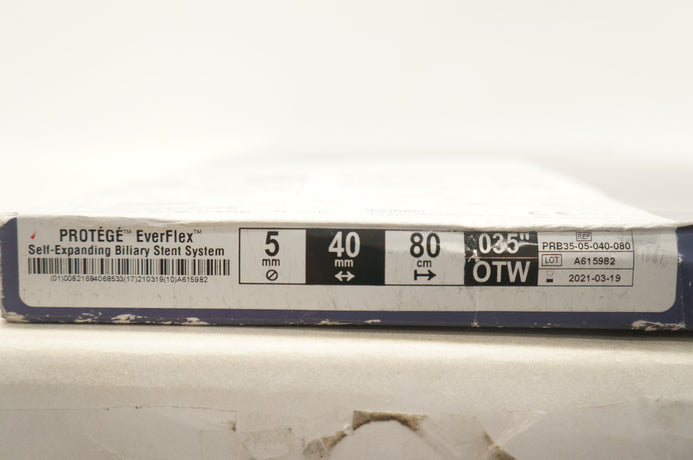 PROTÉGÉ™ EverFlex™
Self-Expanding Biliary Stent System
(01)00821684068533(17)210319(10)A615982
5
mm
40
mm
80
cm
.035"
OTW
REF
PRB35-05-040-080
LOT A615982
2021-03-19